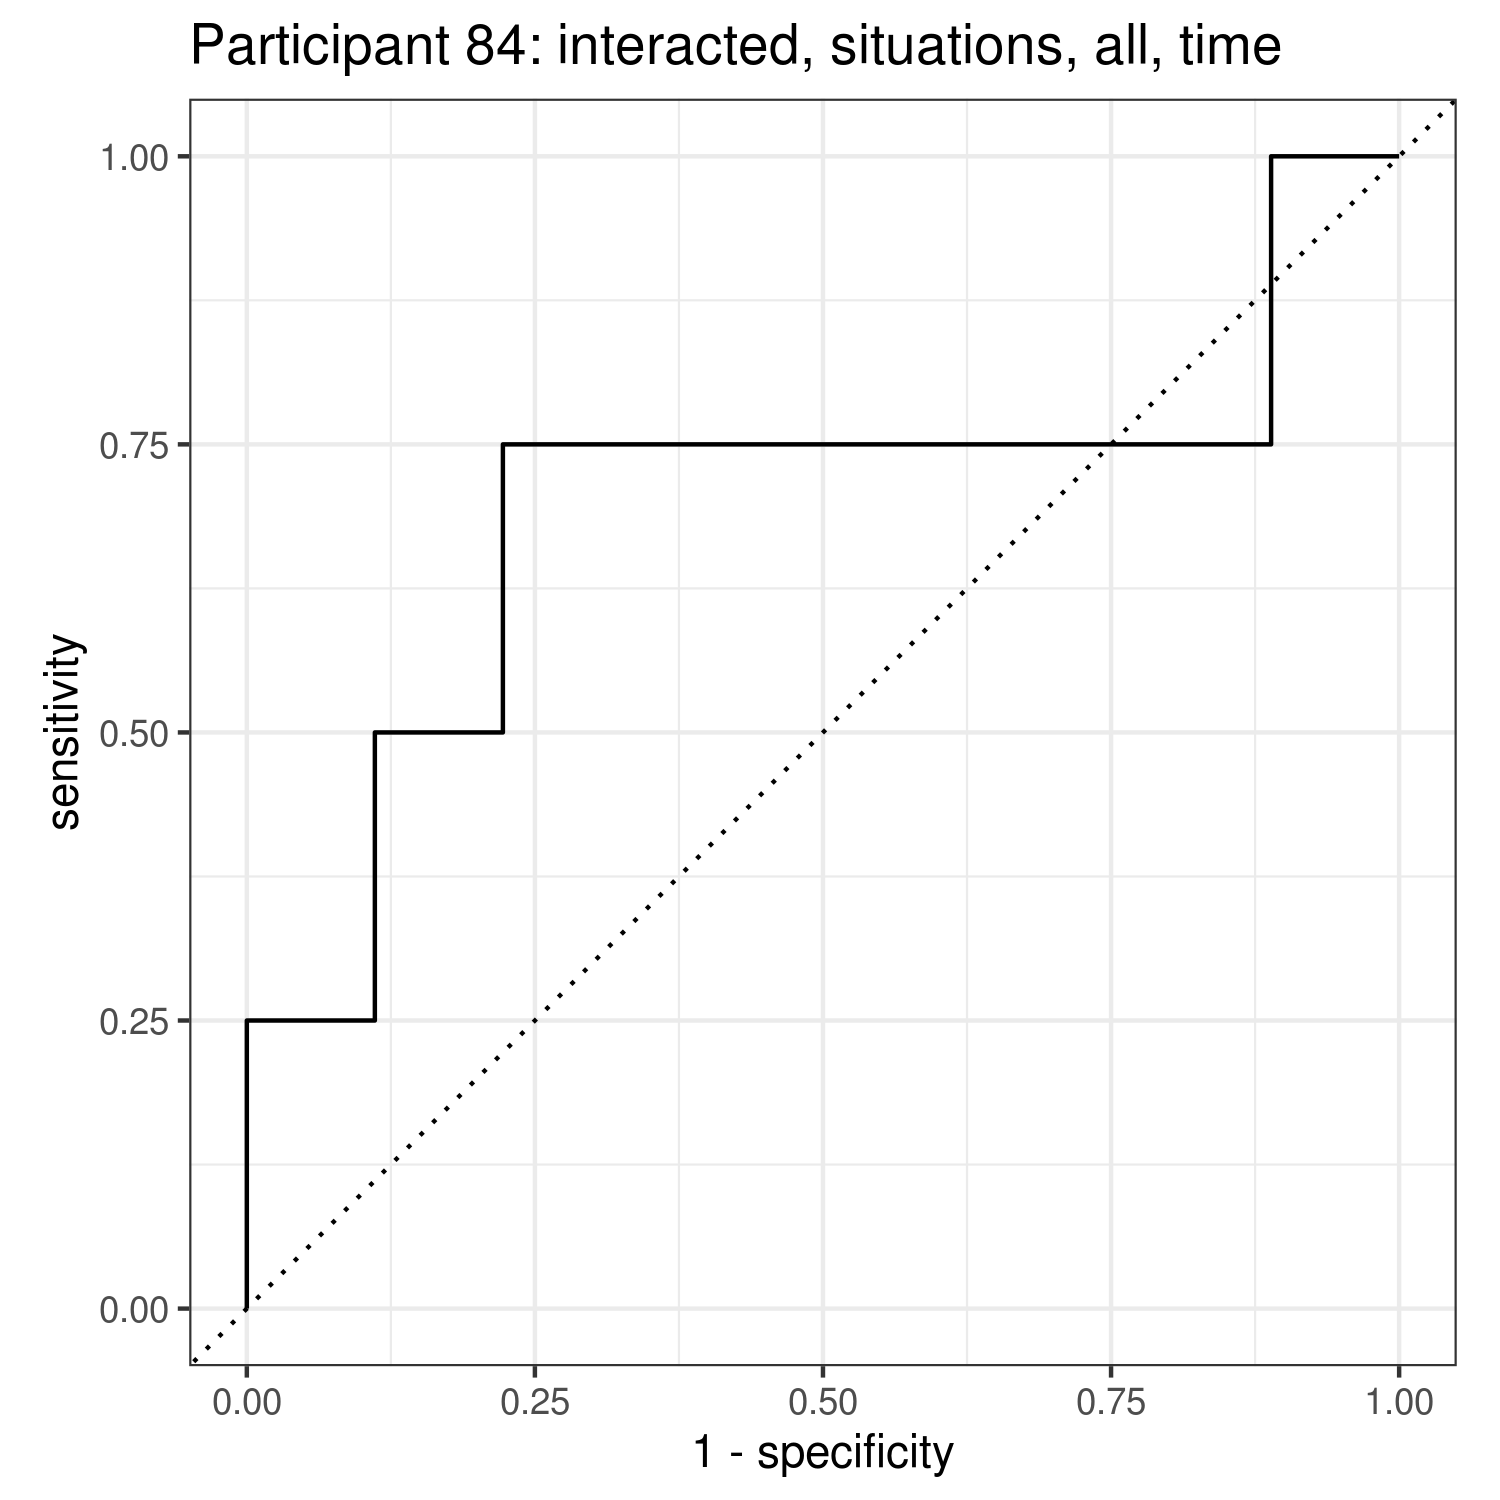 Participant 84: interacted, situations, all, time
1.00
0.75
0.50
0.25
0.00
sensitivity
0.00 0.25 0.50 0.75 1.00
1 - specificity